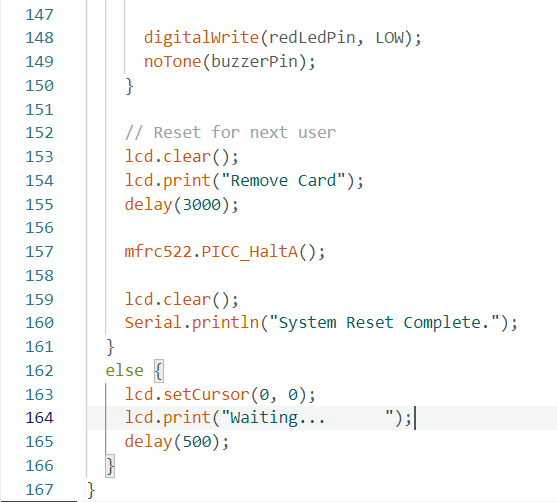 147
148 digitalWrite(redLedPin, LOW);
149 noTone(buzzerPin);
150 }
151
152 // Reset for next user
153 lcd.clear();
154 lcd.print("Remove Card");
155 delay(3000);
156
157 mfrc522.PICC_HaltA();
158
159 lcd.clear();
160 Serial.println("System Reset Complete.");
161 }
162 else {
163 lcd.setCursor(0, 0);
164 lcd.print("Waiting...      ");
165 delay(500);
166 }
167 }